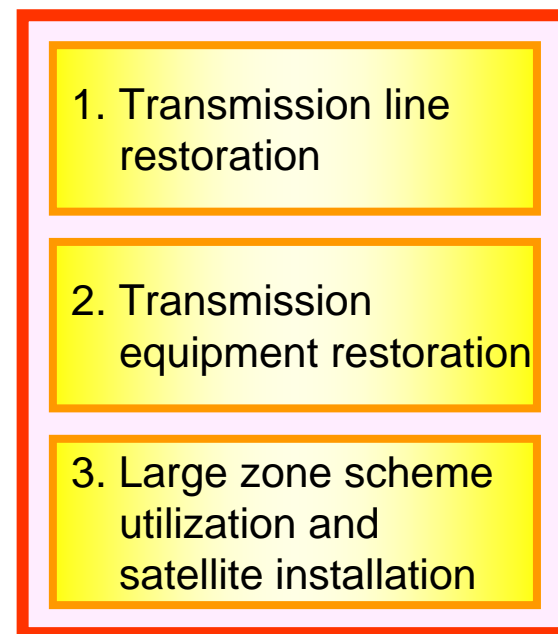 1. Transmission line
restoration
2. Transmission
equipment restoration
3. Large zone scheme
utilization and
satellite installation